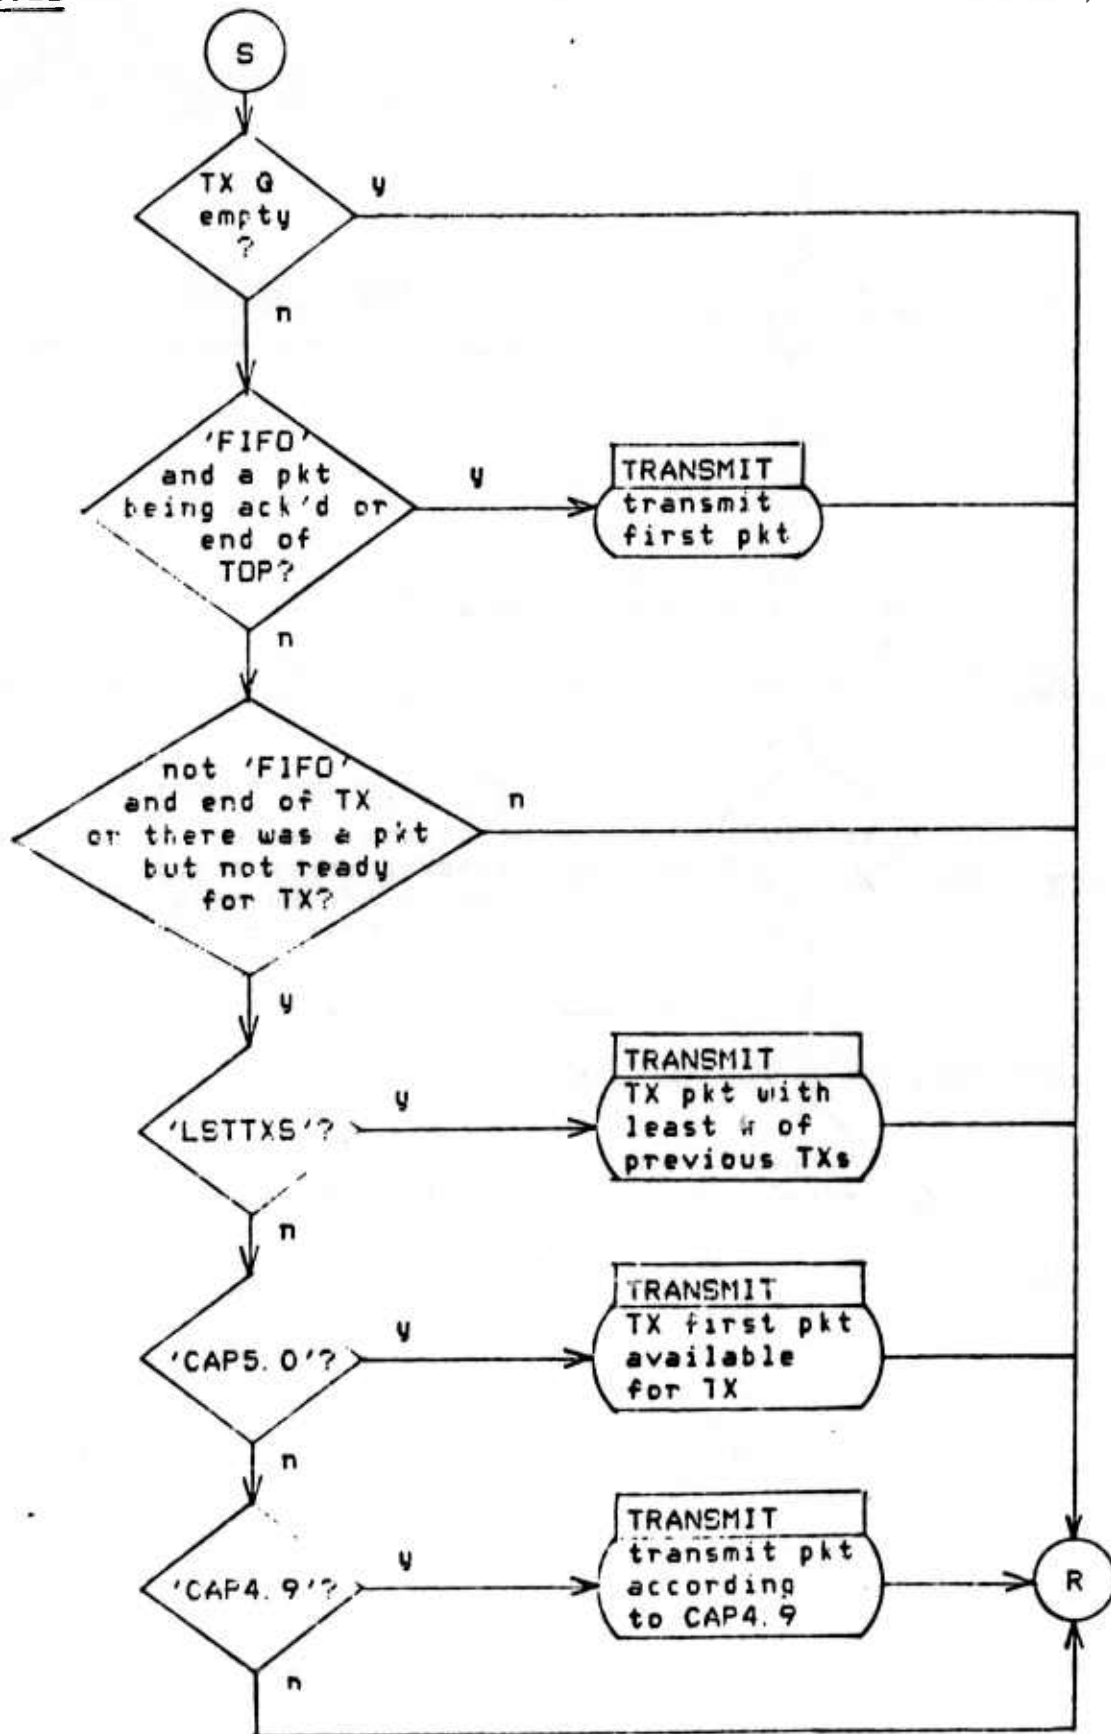 S
TX Q
empty
?
y
n
'FIFO'
and a pkt
being ack'd or
end of
TOP?
y
TRANSMIT
transmit
first pkt
n
not 'FIFO'
and end of TX
or there was a pkt
but not ready
for TX?
n
y
'LSTTXS'?
y
TRANSMIT
TX pkt with
least # of
previous TXs
n
'CAP5.0'?
y
TRANSMIT
TX first pkt
available
for TX
n
'CAP4.9'?
y
TRANSMIT
transmit pkt
according
to CAP4.9
R
n